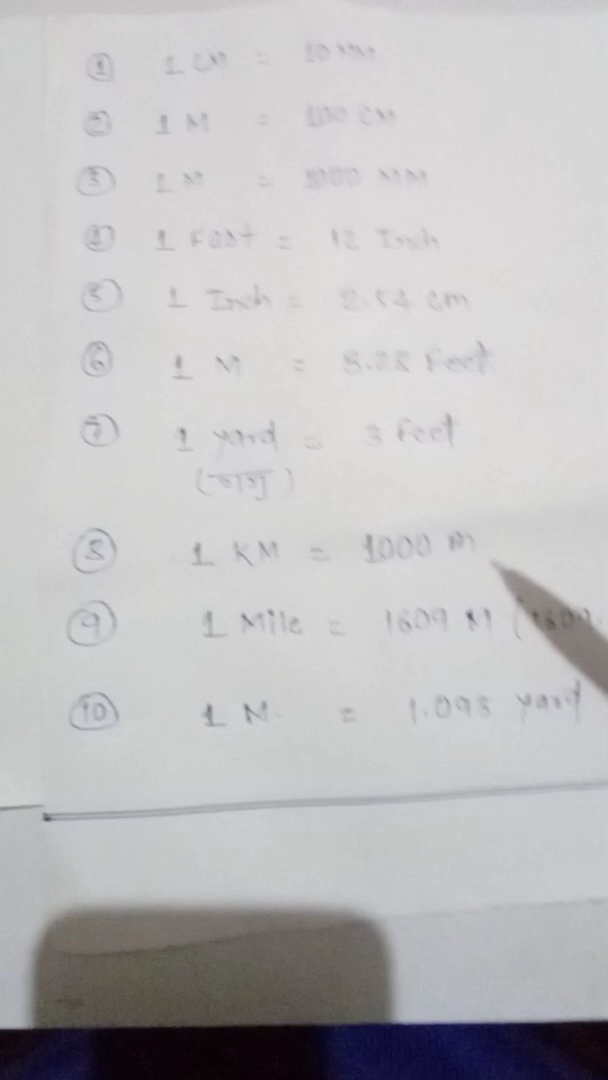 ① 1 CM = 10 MM
② 1 M = 100 CM
③ 1 M = 1000 MM
④ 1 Foot = 12 Inch
⑤ 1 Inch = 2.54 cm
⑥ 1 M = 3.28 Feet
⑦ 1 yard = 3 Feet
⑧ 1 KM = 1000 m
⑨ 1 Mile = 1609 M
⑩ 1 M. = 1.093 yard